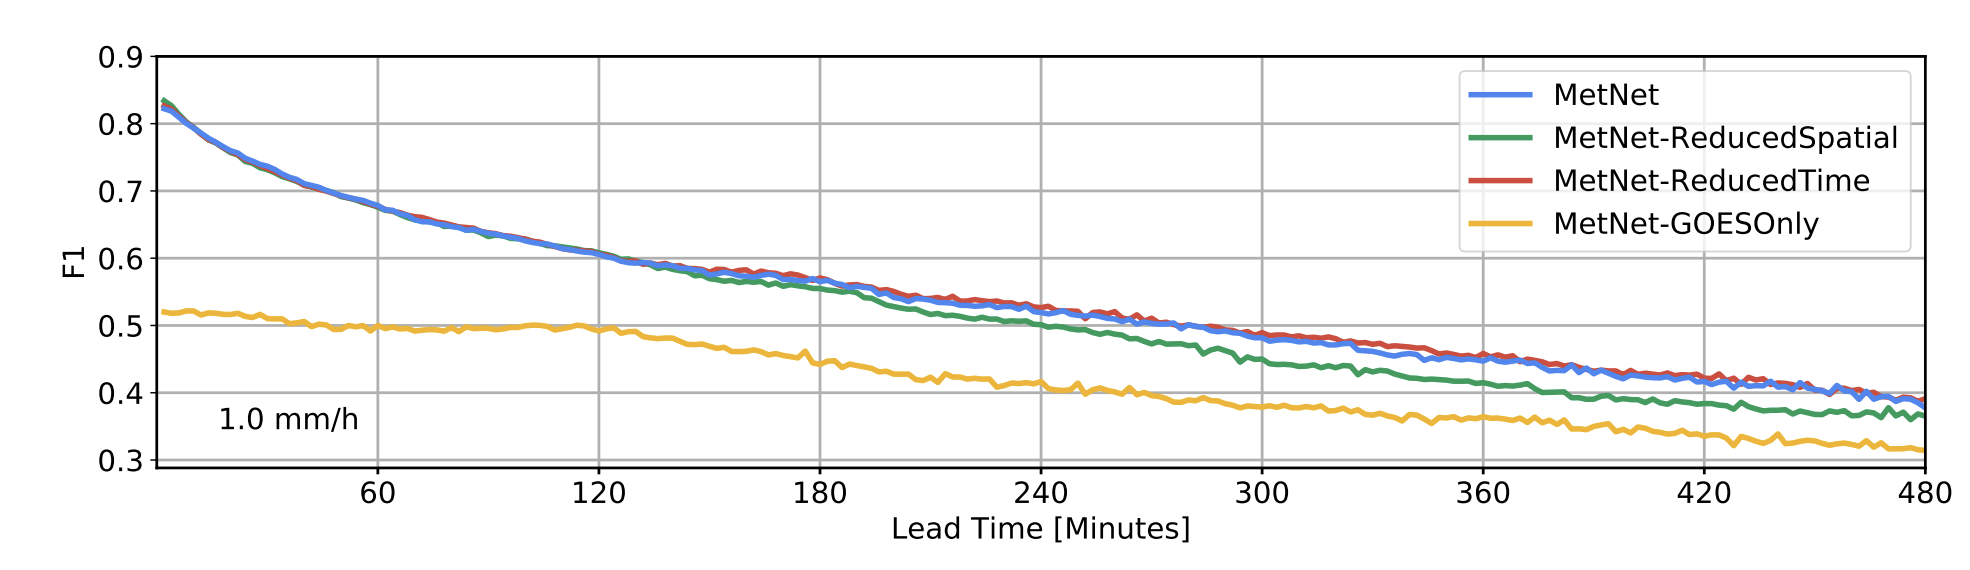 0.9
0.8
0.7
0.6
0.5
0.4
0.3
F1
1.0 mm/h
MetNet
MetNet-ReducedSpatial
MetNet-ReducedTime
MetNet-GOESOnly
60 120 180 240 300 360 420 480
Lead Time [Minutes]